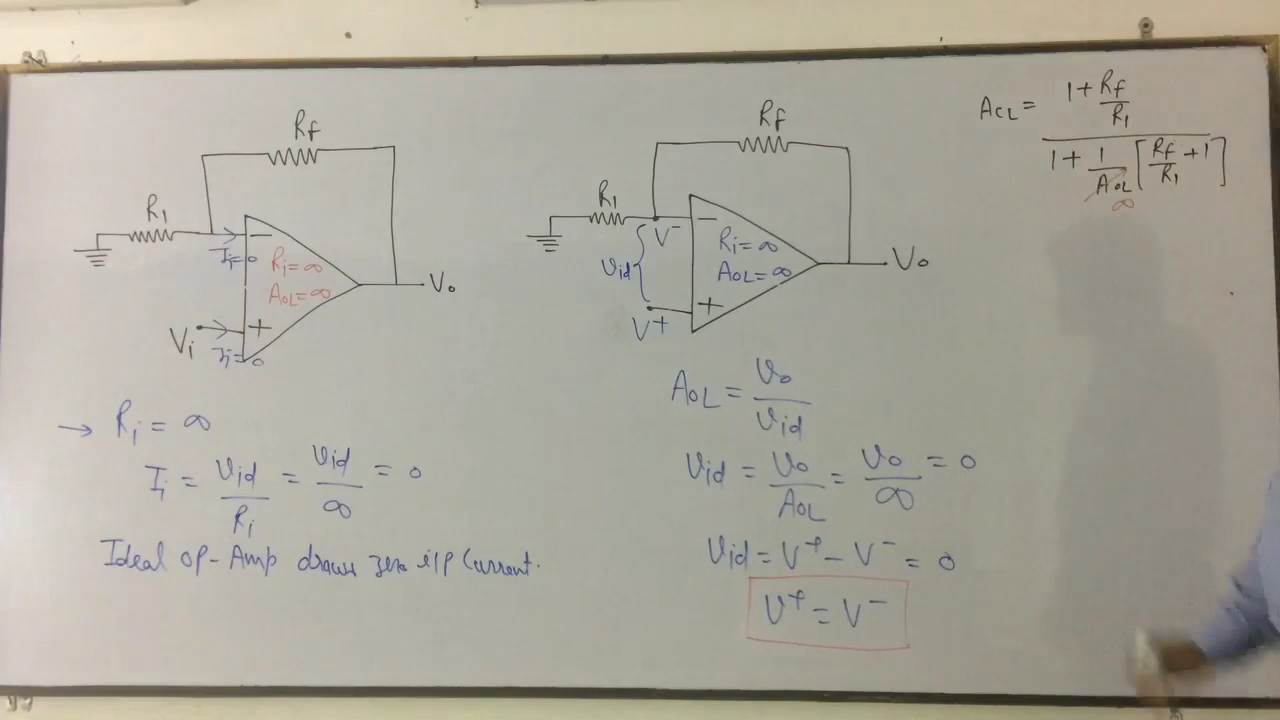 Rf
R1
Ii=0
−
Ri=∞
AOL=∞
+
Vo
Vi
Ii=0
→ Ri = ∞
Ii = Vid/Ri = Vid/∞ = 0
Ideal op-Amp draws zero i/p Current.
Rf
R1
V−
−
Ri=∞
AOL=∞
Vid
+
Vo
V+
AOL = Vo/Vid
Vid = Vo/AOL = Vo/∞ = 0
Vid = V+ − V− = 0
V+ = V−
ACL = 1+Rf/R1
1+ 1/AOL [Rf/R1 +1]
∞